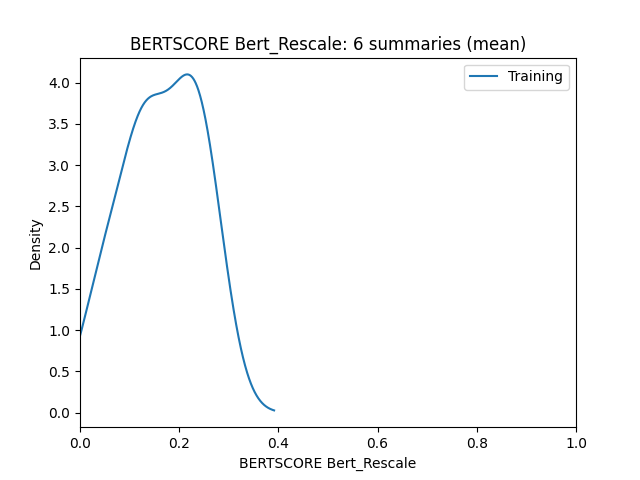 BERTSCORE Bert_Rescale: 6 summaries (mean)
Training
4.0
3.5
3.0
2.5
2.0
1.5
1.0
0.5
0.0
Density
0.0 0.2 0.4 0.6 0.8 1.0
BERTSCORE Bert_Rescale